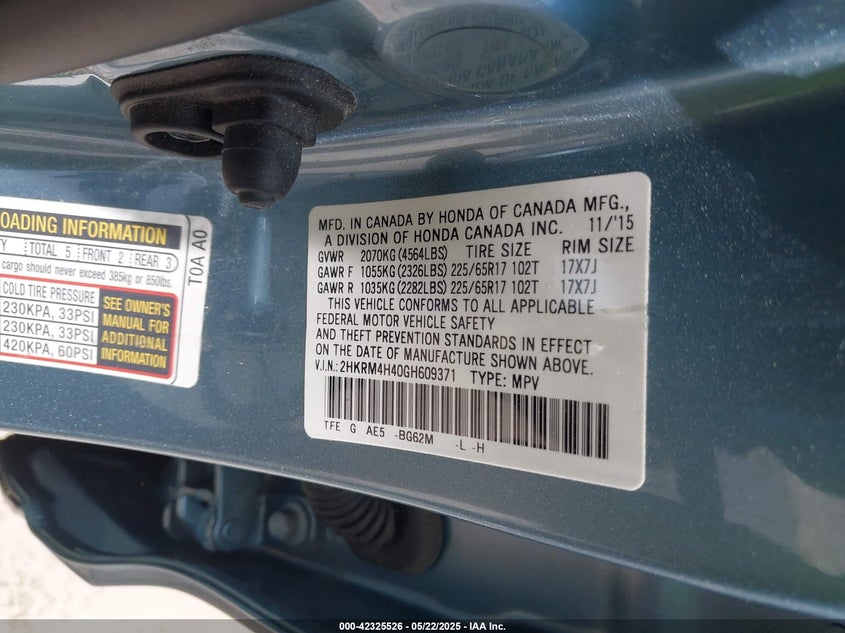 MFD. IN CANADA BY HONDA OF CANADA MFG.,
A DIVISION OF HONDA CANADA INC. 11/'15
GVWR 2070KG(4564LBS) TIRE SIZE RIM SIZE
GAWR F 1055KG(2326LBS) 225/65R17 102T 17X7J
GAWR R 1035KG(2282LBS) 225/65R17 102T 17X7J
THIS VEHICLE CONFORMS TO ALL APPLICABLE
FEDERAL MOTOR VEHICLE SAFETY
AND THEFT PREVENTION STANDARDS IN EFFECT
ON THE DATE OF MANUFACTURE SHOWN ABOVE.
V.I.N.:2HKRM4H40GH609371 TYPE: MPV
TFE G AE5 -BG62M -L -H
LOADING INFORMATION
TOTAL 5 FRONT 2 REAR 3
cargo should never exceed 385kg or 850lbs.
COLD TIRE PRESSURE
230KPA, 33PSI
230KPA, 33PSI
420KPA, 60PSI
SEE OWNER'S
MANUAL FOR
ADDITIONAL
INFORMATION
T0A A0
000 -42325526 - 05/22/2025 - IAA Inc.